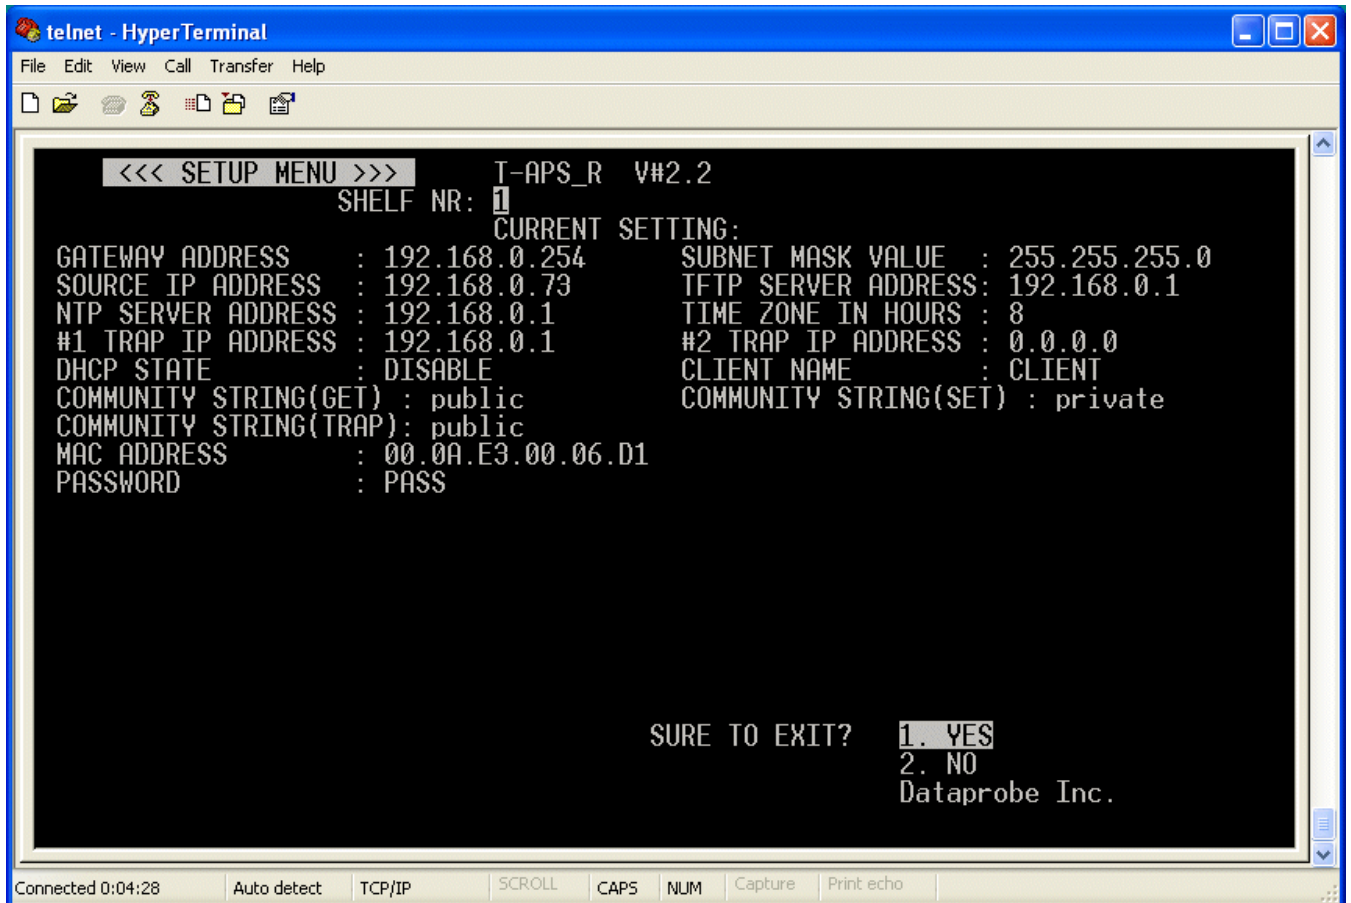 telnet - HyperTerminal
File Edit View Call Transfer Help
<<< SETUP MENU >>> T-APS_R V#2.2
SHELF NR: 1
CURRENT SETTING:
GATEWAY ADDRESS : 192.168.0.254 SUBNET MASK VALUE : 255.255.255.0
SOURCE IP ADDRESS : 192.168.0.73 TFTP SERVER ADDRESS: 192.168.0.1
NTP SERVER ADDRESS : 192.168.0.1 TIME ZONE IN HOURS : 8
#1 TRAP IP ADDRESS : 192.168.0.1 #2 TRAP IP ADDRESS : 0.0.0.0
DHCP STATE : DISABLE CLIENT NAME : CLIENT
COMMUNITY STRING(GET) : public COMMUNITY STRING(SET) : private
COMMUNITY STRING(TRAP): public
MAC ADDRESS : 00.0A.E3.00.06.D1
PASSWORD : PASS
SURE TO EXIT? 1. YES
2. NO
Dataprobe Inc.
Connected 0:04:28 Auto detect TCP/IP SCROLL CAPS NUM Capture Print echo